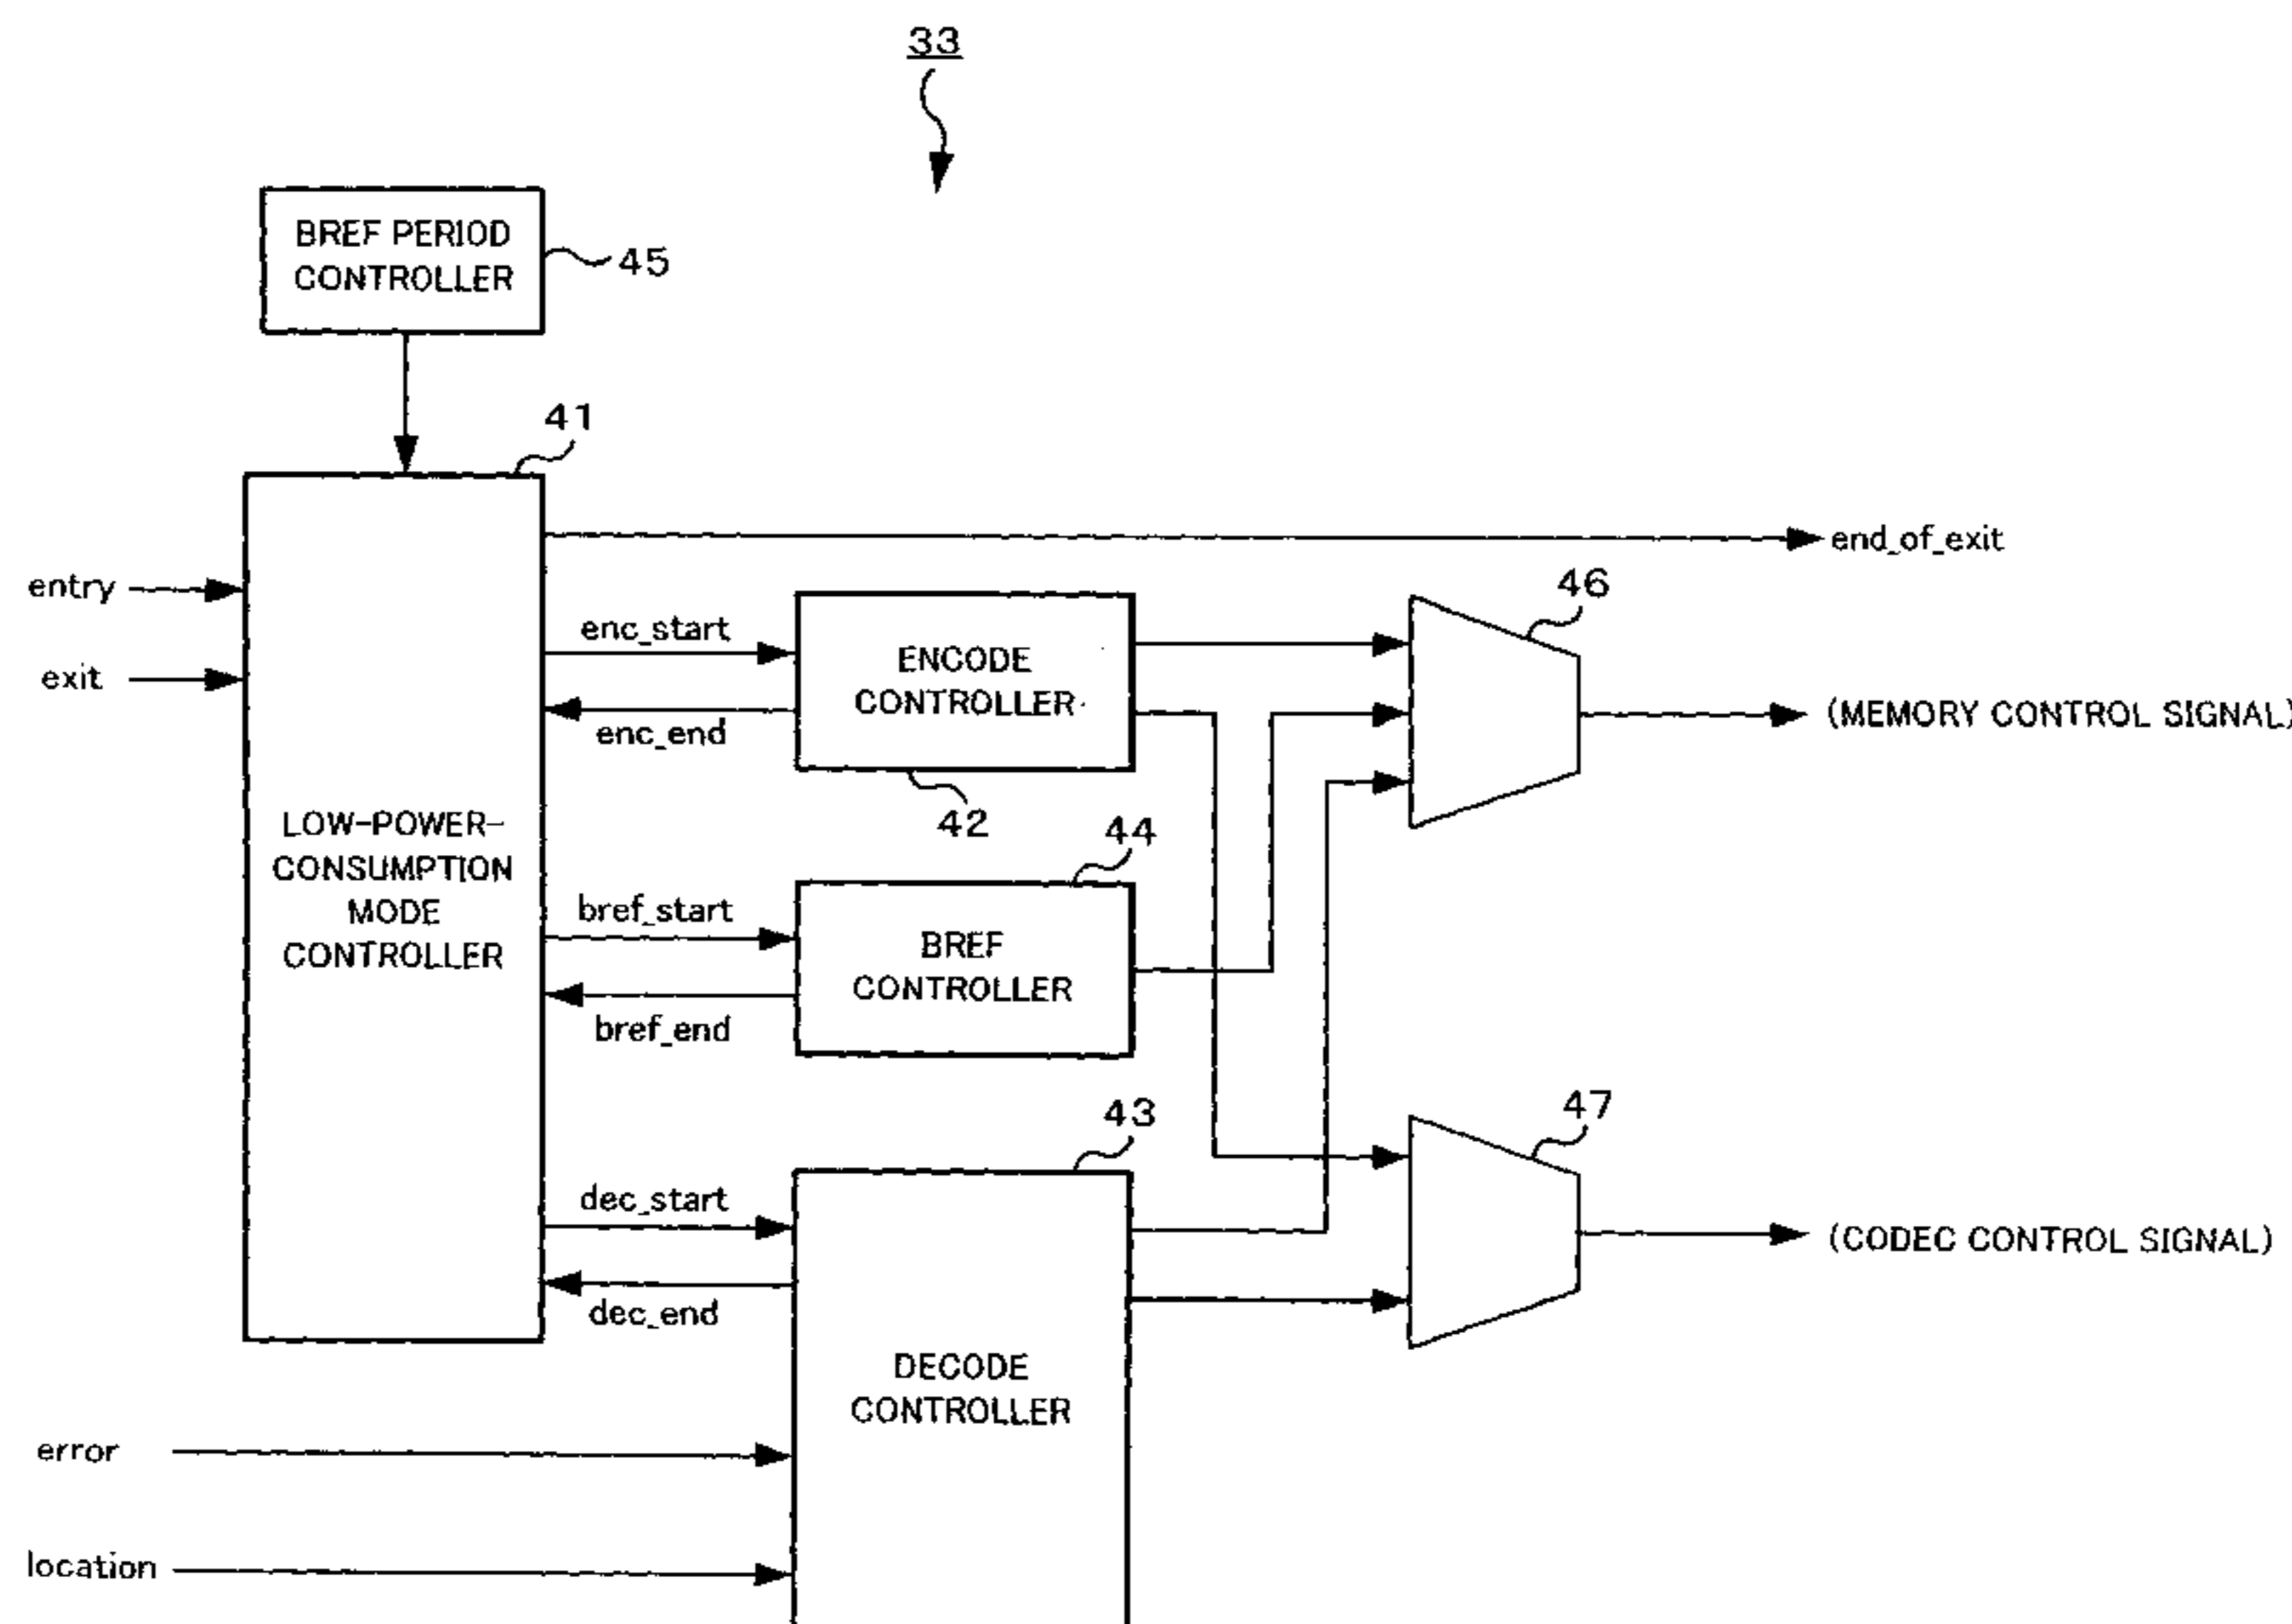 33
BREF PERIOD
CONTROLLER
45
41
end_of_exit
entry
46
enc_start
ENCODE
CONTROLLER
exit
(MEMORY CONTROL SIGNAL)
enc_end
42
44
LOW-POWER-
CONSUMPTION
MODE
CONTROLLER
bref_start
BREF
CONTROLLER
bref_end
43
47
dec_start
(CODEC CONTROL SIGNAL)
dec_end
DECODE
CONTROLLER
error
location